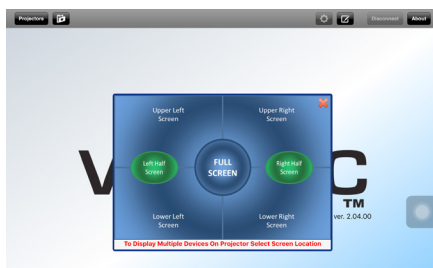 Projectors
Disconnect
About
Upper Left
Screen
Upper Right
Screen
Left Half
Screen
FULL
SCREEN
Right Half
Screen
Lower Left
Screen
Lower Right
Screen
V
C
TM
ver. 2.04.00
To Display Multiple Devices On Projector Select Screen Location